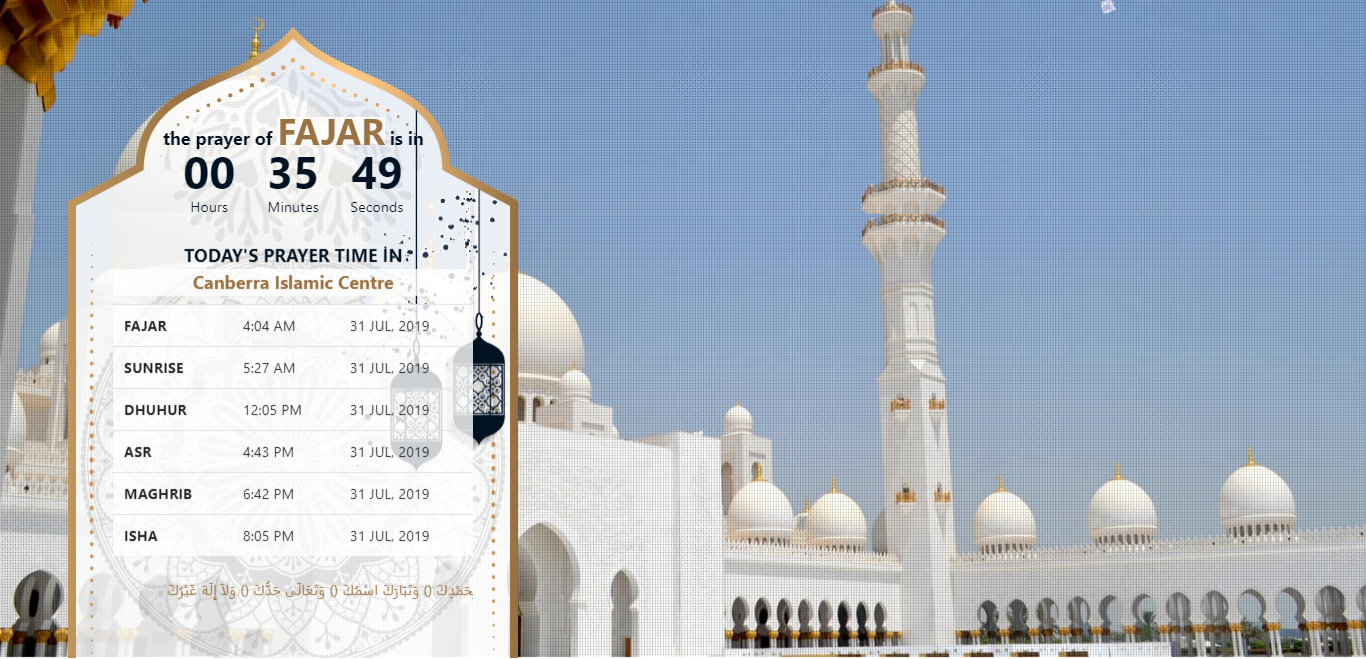 the prayer of FAJAR is in
00 35 49
Hours Minutes Seconds
TODAY'S PRAYER TIME İN:
Canberra Islamic Centre
FAJAR 4:04 AM 31 JUL, 2019
SUNRISE 5:27 AM 31 JUL, 2019
DHUHUR 12:05 PM 31 JUL, 2019
ASR 4:43 PM 31 JUL, 2019
MAGHRIB 6:42 PM 31 JUL, 2019
ISHA 8:05 PM 31 JUL, 2019
حَمْدِكَ () وَتَبَارَكَ اسْمُكَ () وَتَعَالَى جَدُّكَ () وَلاَ إِلَهَ غَيْرُكَ